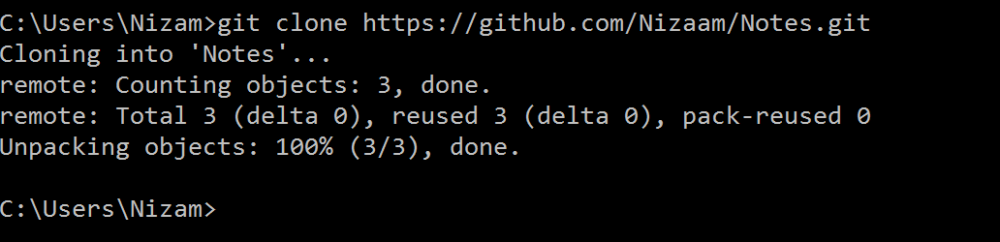 C:\Users\Nizam>git clone https://github.com/Nizaam/Notes.git
Cloning into 'Notes'...
remote: Counting objects: 3, done.
remote: Total 3 (delta 0), reused 3 (delta 0), pack-reused 0
Unpacking objects: 100% (3/3), done.
C:\Users\Nizam>